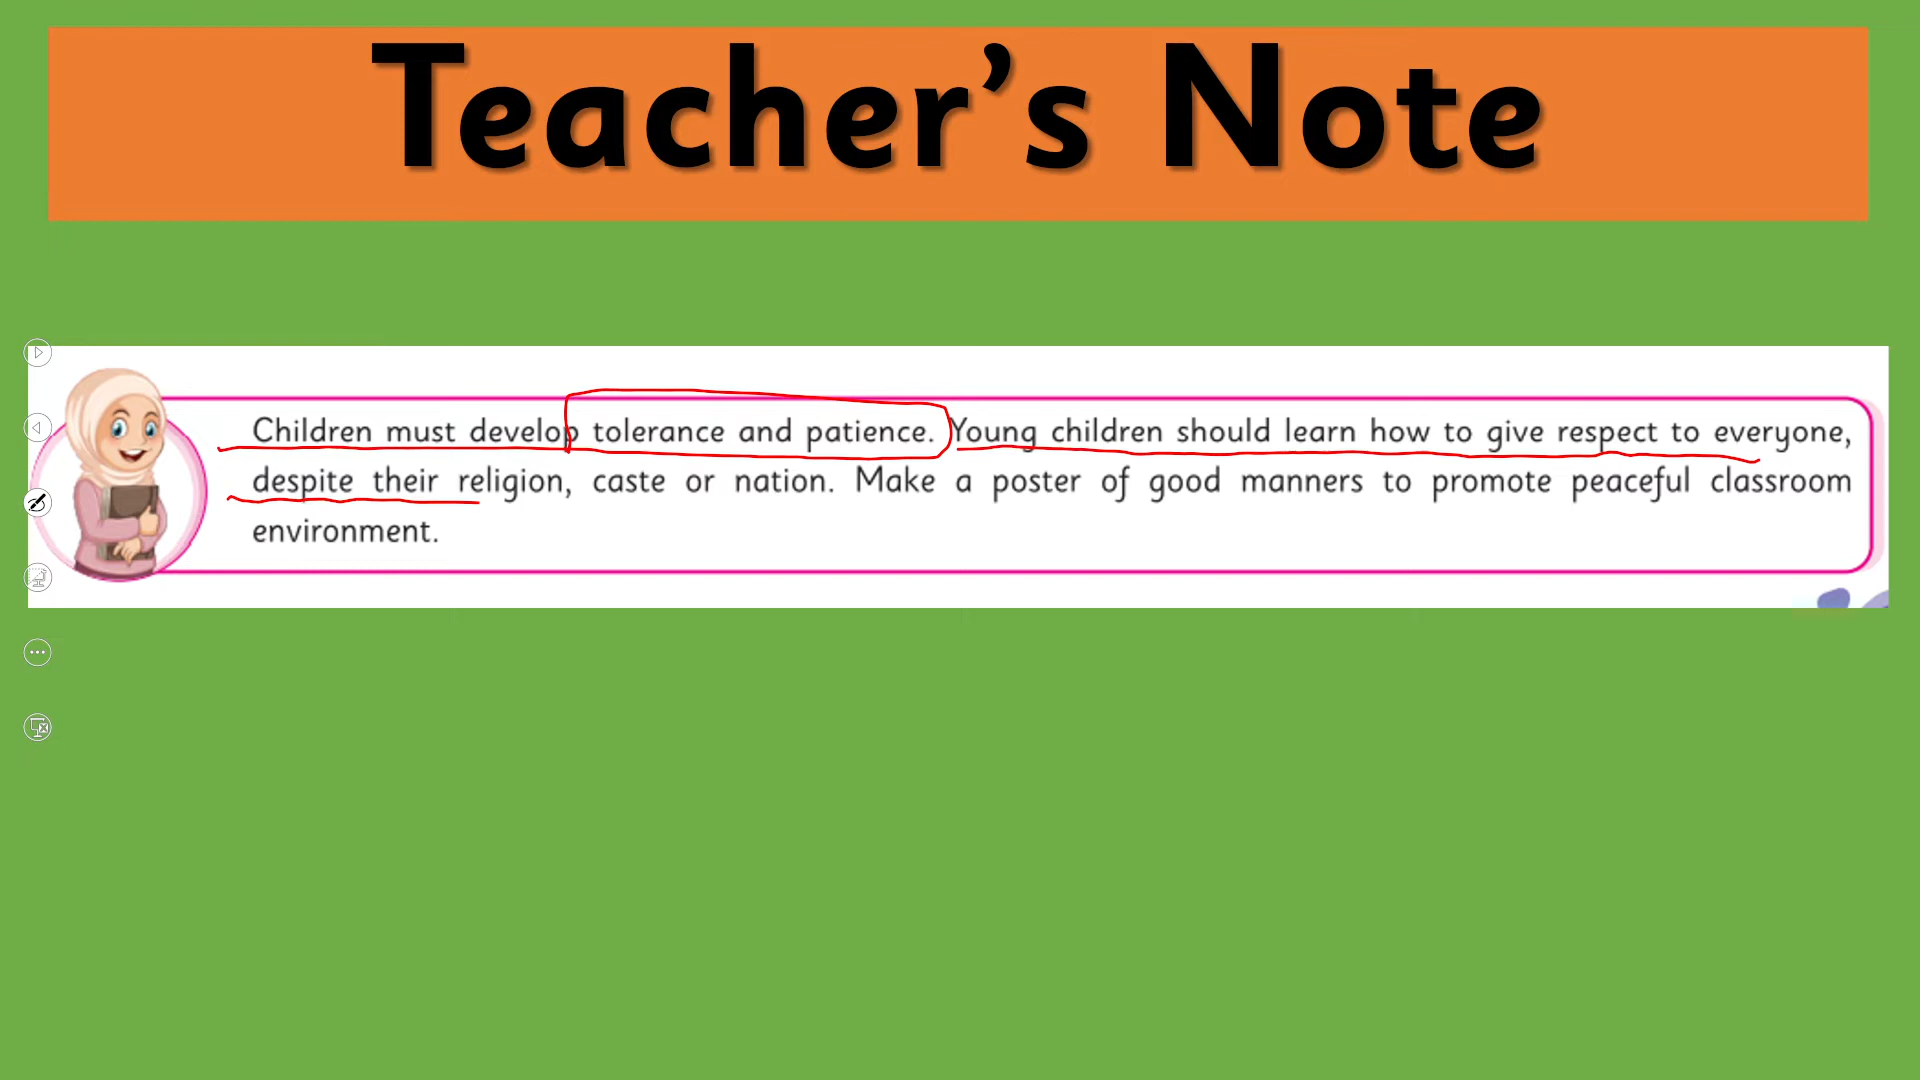 Teacher's Note
Children must develop tolerance and patience. Young children should learn how to give respect to everyone,
despite their religion, caste or nation. Make a poster of good manners to promote peaceful classroom
environment.